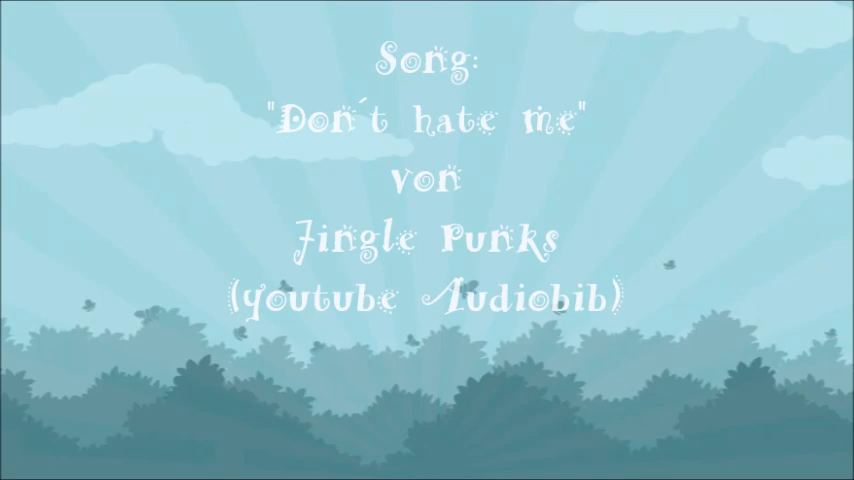 Song:
"Don´t hate me"
von
Jingle Punks
(youtube Audiobib)